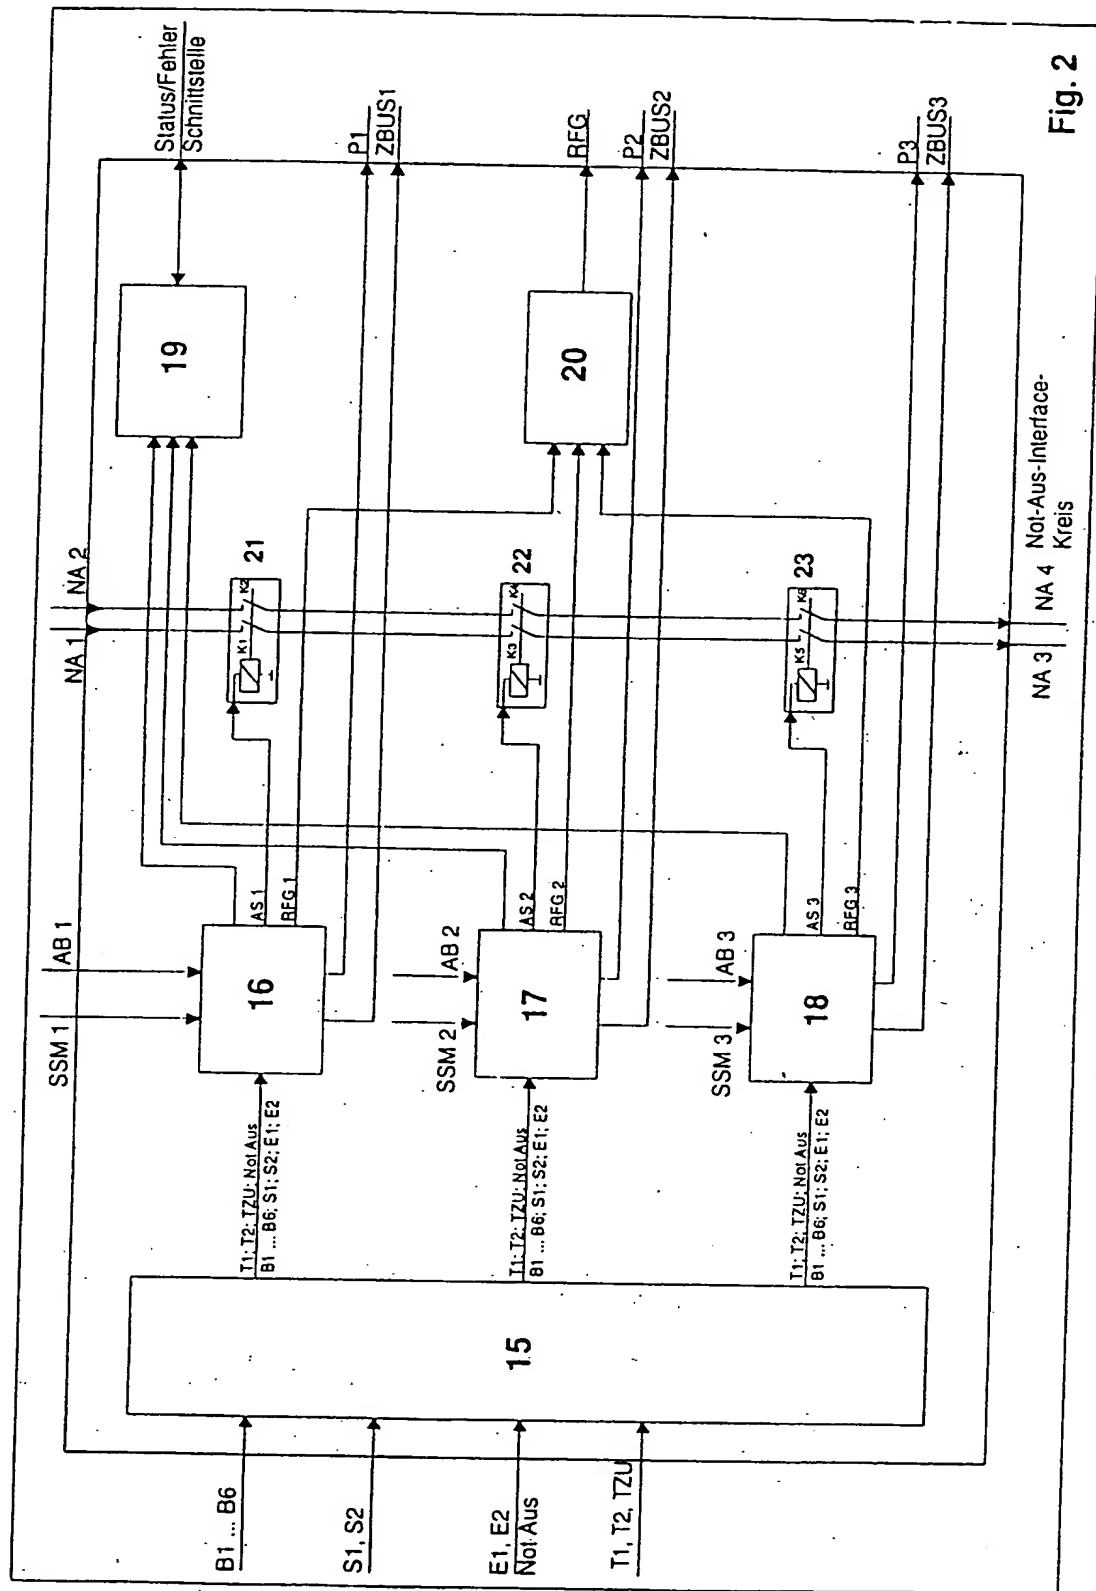 B1 ... B6
S1, S2
E1, E2
Not Aus
T1, T2, TZU
15
T1; T2; TZU; Not Aus
B1 ... B6; S1; S2; E1; E2
T1; T2; TZU; Not Aus
B1 ... B6; S1; S2; E1; E2
T1; T2; TZU; Not Aus
B1 ... B6; S1; S2; E1; E2
SSM 1
AB 1
16
AS 1
RFG 1
SSM 2
AB 2
17
AS 2
RFG 2
SSM 3
AB 3
18
AS 3
RFG 3
NA 1
NA 2
K1
K2
21
K3
K4
22
K5
K6
23
NA 3
NA 4
Not-Aus-Interface-
Kreis
19
20
Status/Fehler
Schnittstelle
P1
ZBUS1
RFG
P2
ZBUS2
P3
ZBUS3
Fig. 2